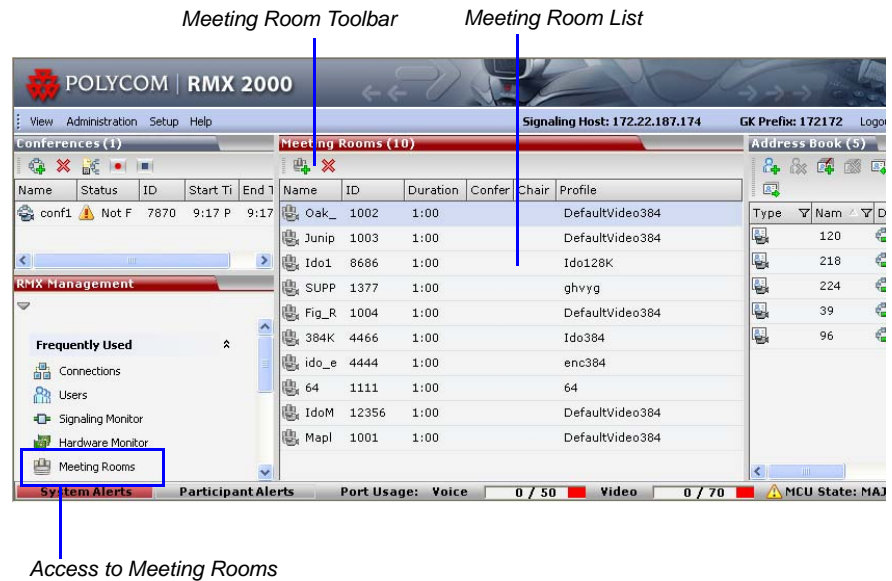 Meeting Room Toolbar
Meeting Room List
POLYCOM | RMX 2000
View Administration Setup Help
Signaling Host: 172.22.187.174
GK Prefix: 172172
Logou
Conferences (1)
Name Status ID Start Ti End T
conf1 Not F 7870 9:17 P 9:17
RMX Management
Frequently Used
Connections
Users
Signaling Monitor
Hardware Monitor
Meeting Rooms
Meeting Rooms (10)
Name ID Duration Confer Chair Profile
Oak_ 1002 1:00 DefaultVideo384
Junip 1003 1:00 DefaultVideo384
Ido1 8686 1:00 Ido128K
SUPP 1377 1:00 ghvyg
Fig_R 1004 1:00 DefaultVideo384
384K 4466 1:00 Ido384
ido_e 4444 1:00 enc384
64 1111 1:00 64
IdoM 12356 1:00 DefaultVideo384
Mapl 1001 1:00 DefaultVideo384
Address Book (5)
Type Nam D
120
218
224
39
96
System Alerts Participant Alerts Port Usage: Voice 0 / 50 Video 0 / 70 MCU State: MAJ
Access to Meeting Rooms